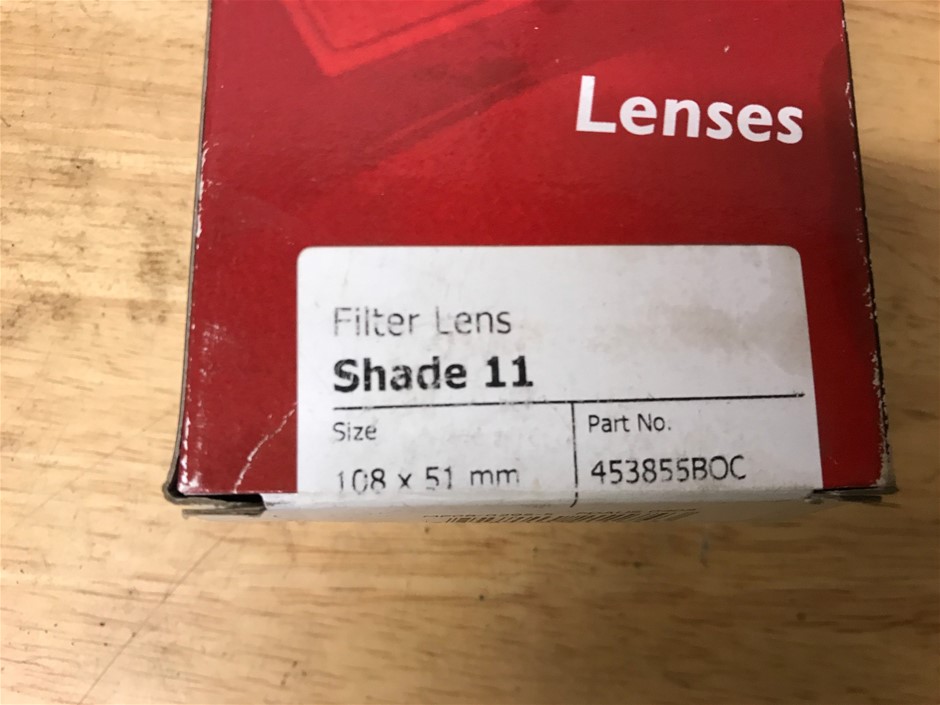 Lenses
Filter Lens
Shade 11
Size
Part No.
108 x 51 mm
453855BOC